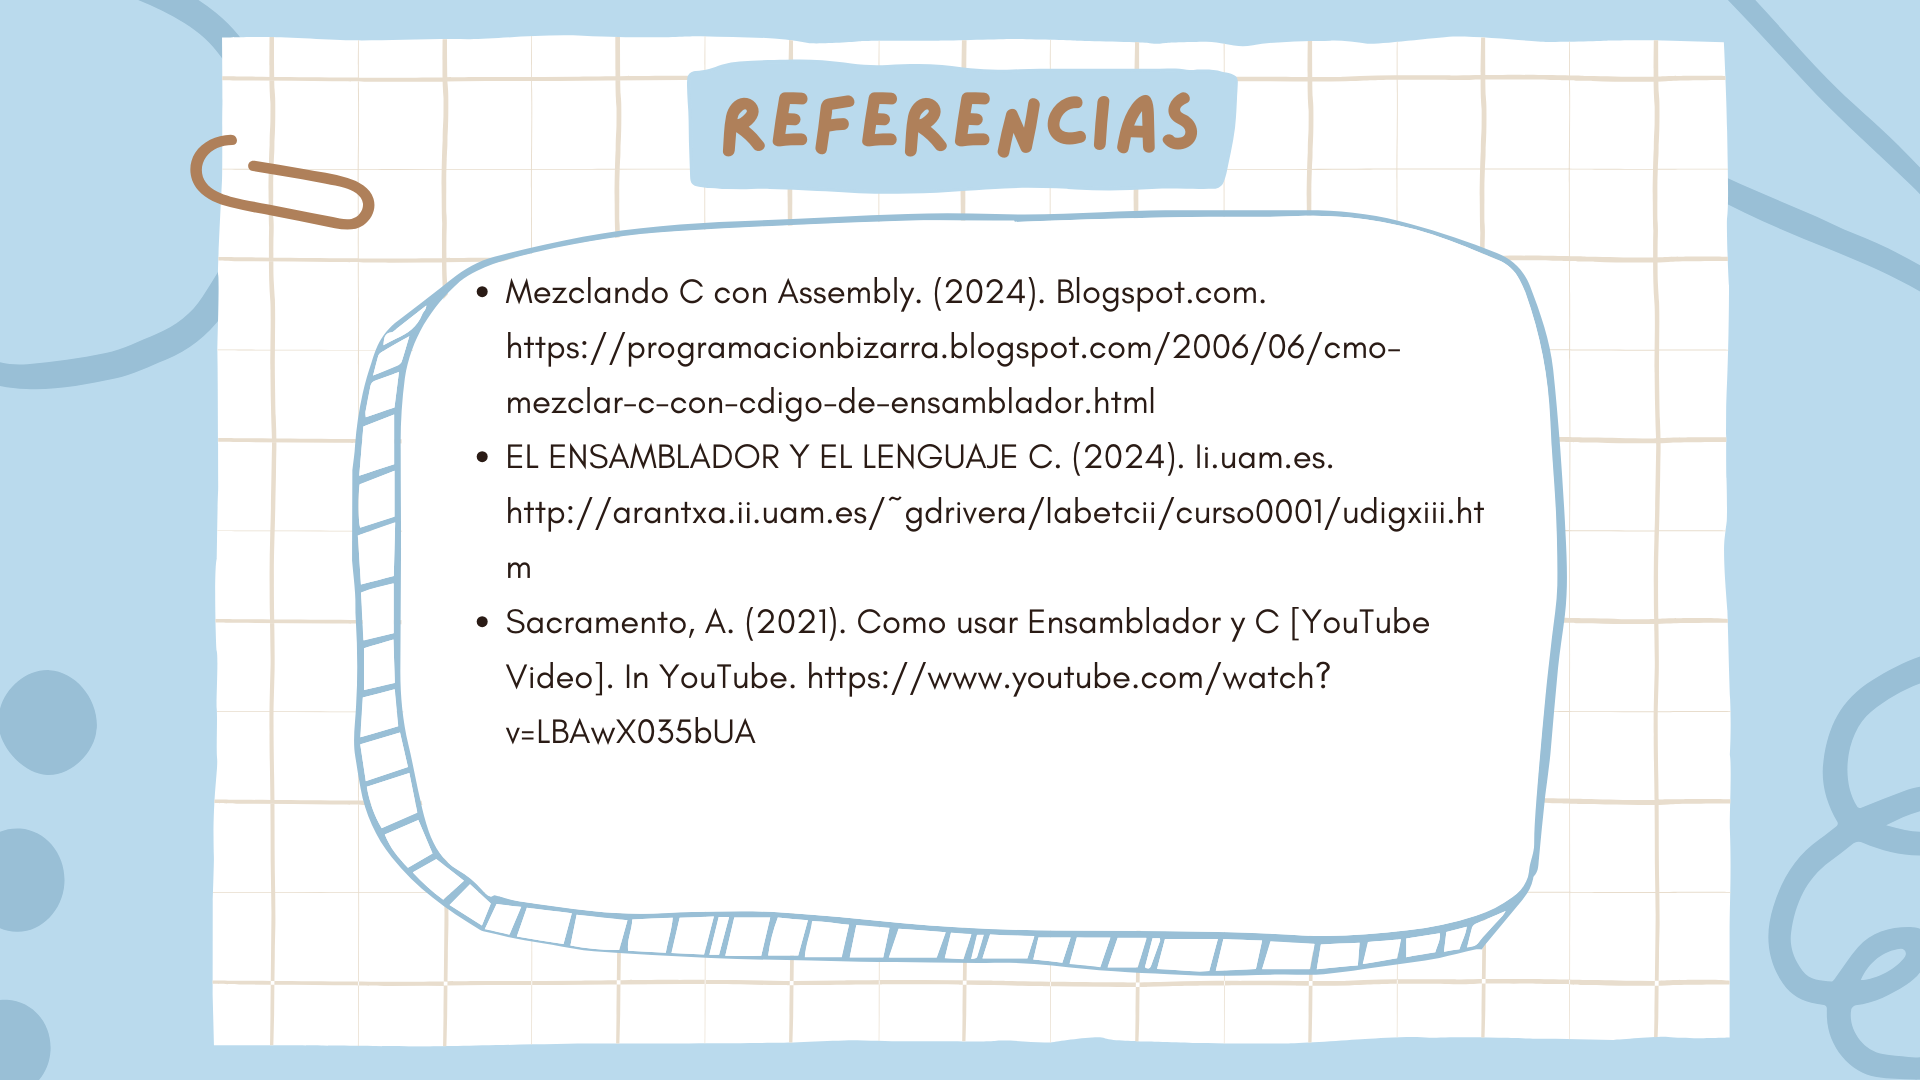 REFERENCIAS
• Mezclando C con Assembly. (2024). Blogspot.com.
https://programacionbizarra.blogspot.com/2006/06/cmo-
mezclar-c-con-cdigo-de-ensamblador.html
• EL ENSAMBLADOR Y EL LENGUAJE C. (2024). Ii.uam.es.
http://arantxa.ii.uam.es/~gdrivera/labetcii/curso0001/udigxiii.ht
m
• Sacramento, A. (2021). Como usar Ensamblador y C [YouTube
Video]. In YouTube. https://www.youtube.com/watch?
v=LBAwX035bUA